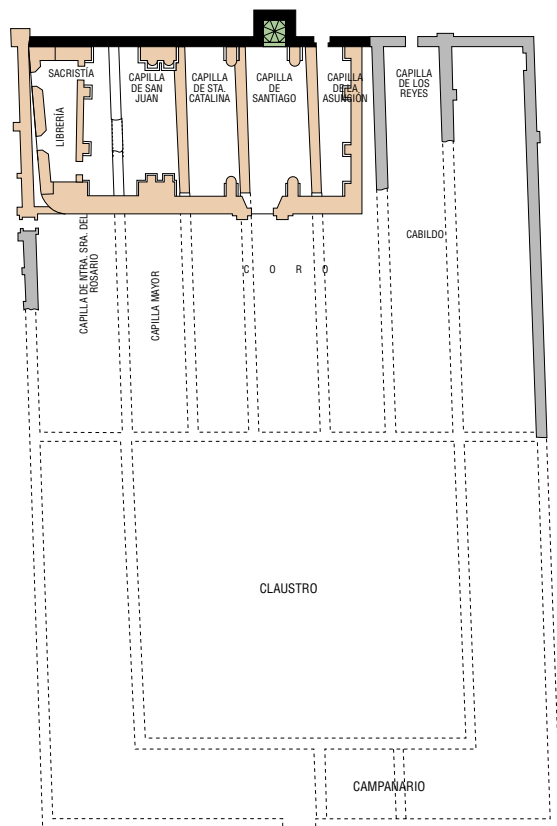 SACRISTÍA
LIBRERÍA
CAPILLA
DE SAN
JUAN
CAPILLA
DE STA.
CATALINA
CAPILLA
DE
SANTIAGO
CAPILLA
DE LA
ASUNCIÓN
CAPILLA
DE LOS
REYES
CABILDO
CAPILLA DE NTRA. SRA. DEL
ROSARIO
CAPILLA MAYOR
C O R O
CLAUSTRO
CAMPANARIO